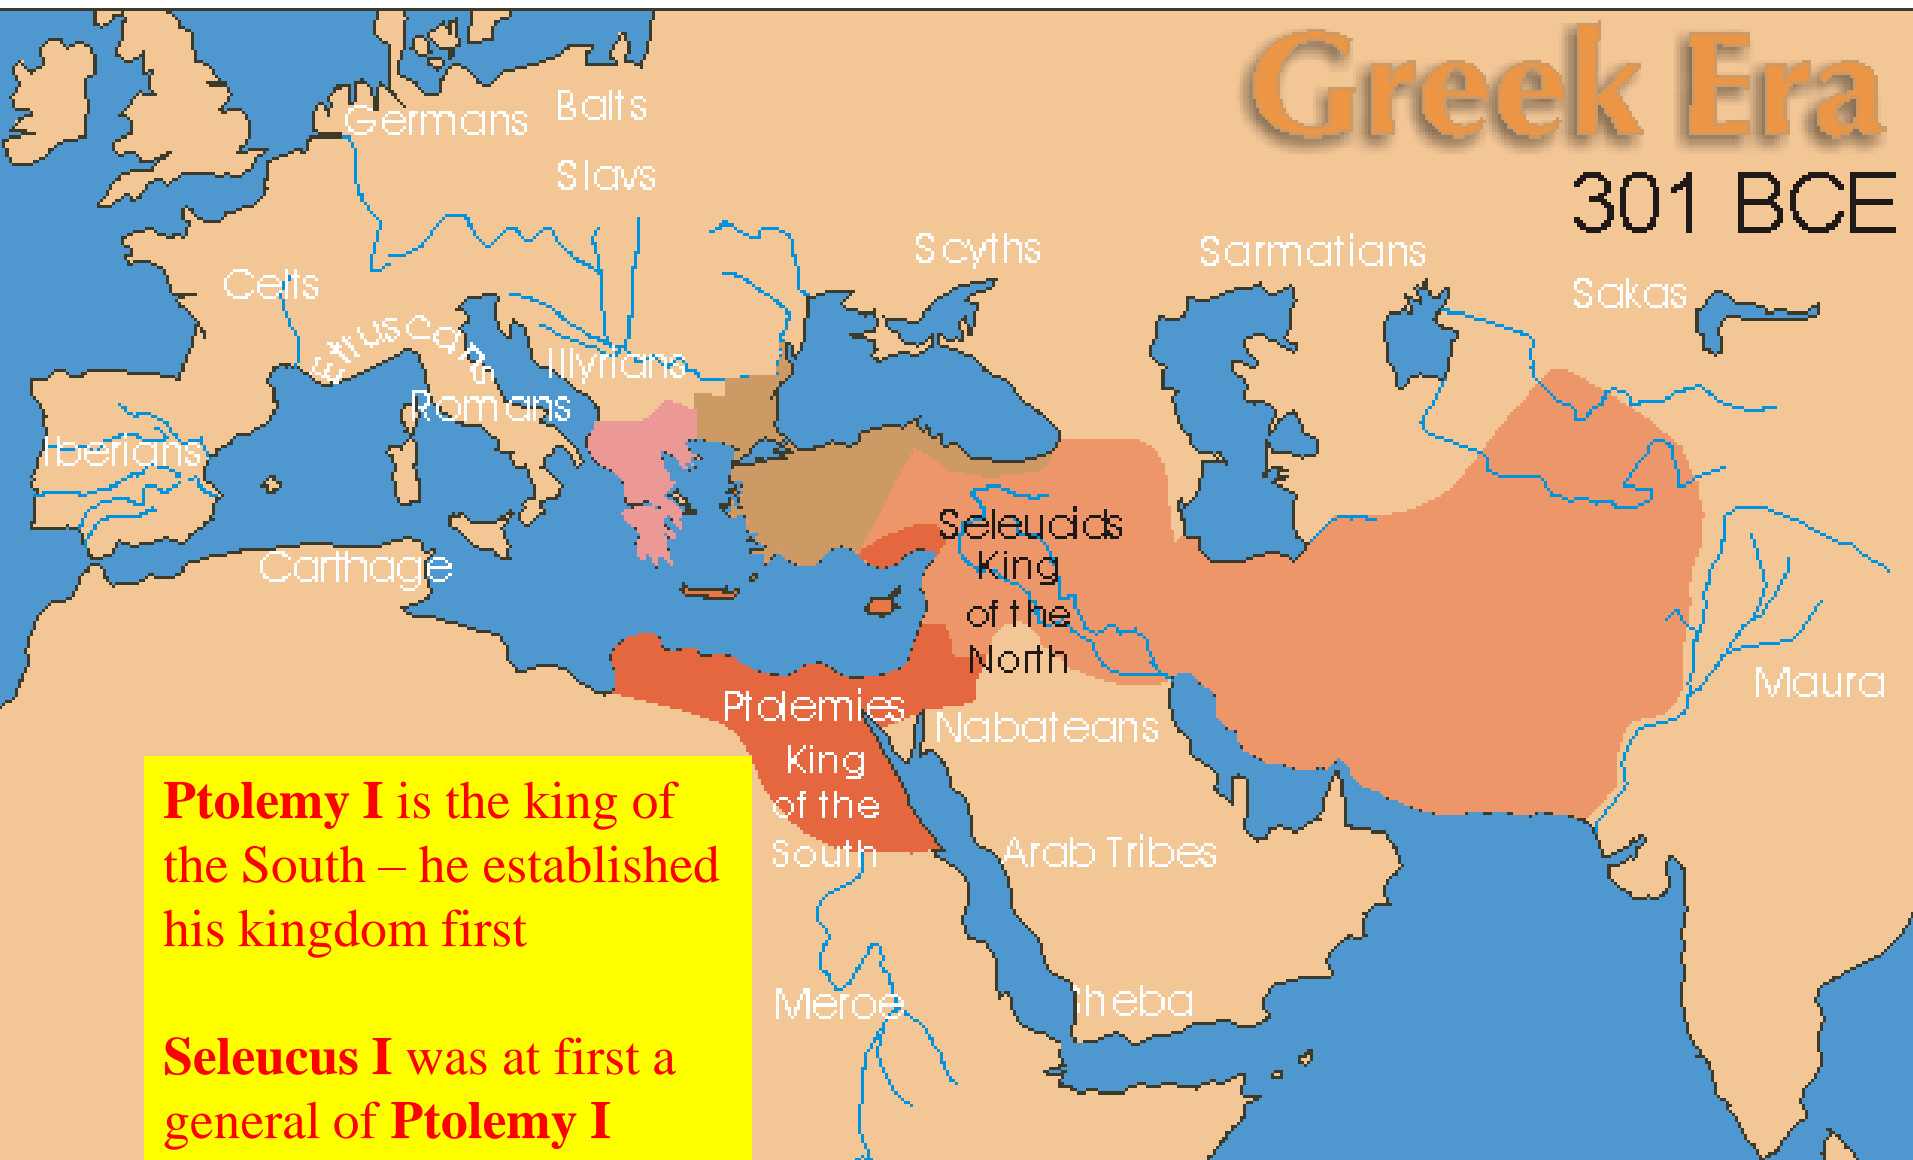 Greek Era
301 BCE
Germans
Balts
Slavs
Scyths
Sarmatians
Sakas
Celts
Etruscans
Illyrians
Romans
Iberians
Carthage
Seleucids
King
of the
North
Ptolemies
King
of the
South
Nabateans
Maura
Arab Tribes
Meroe
Sheba
Ptolemy I is the king of
the South – he established
his kingdom first
Seleucus I was at first a
general of Ptolemy I